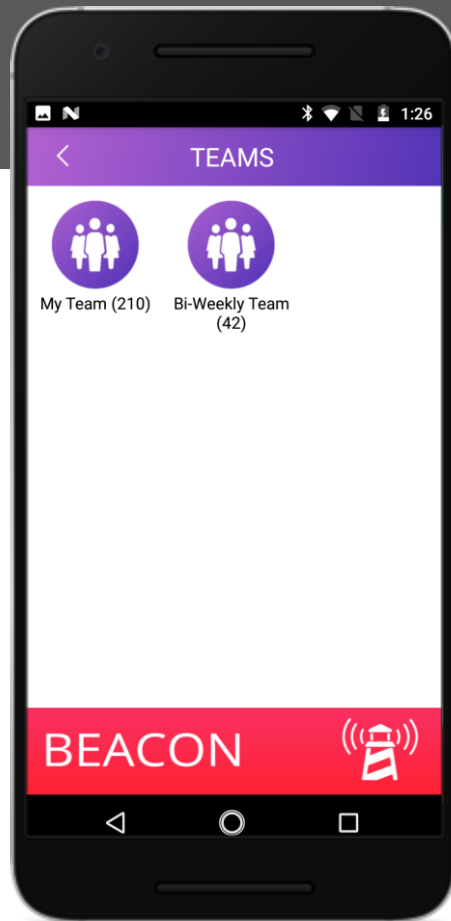 1:26
TEAMS
My Team (210)
Bi-Weekly Team
(42)
BEACON